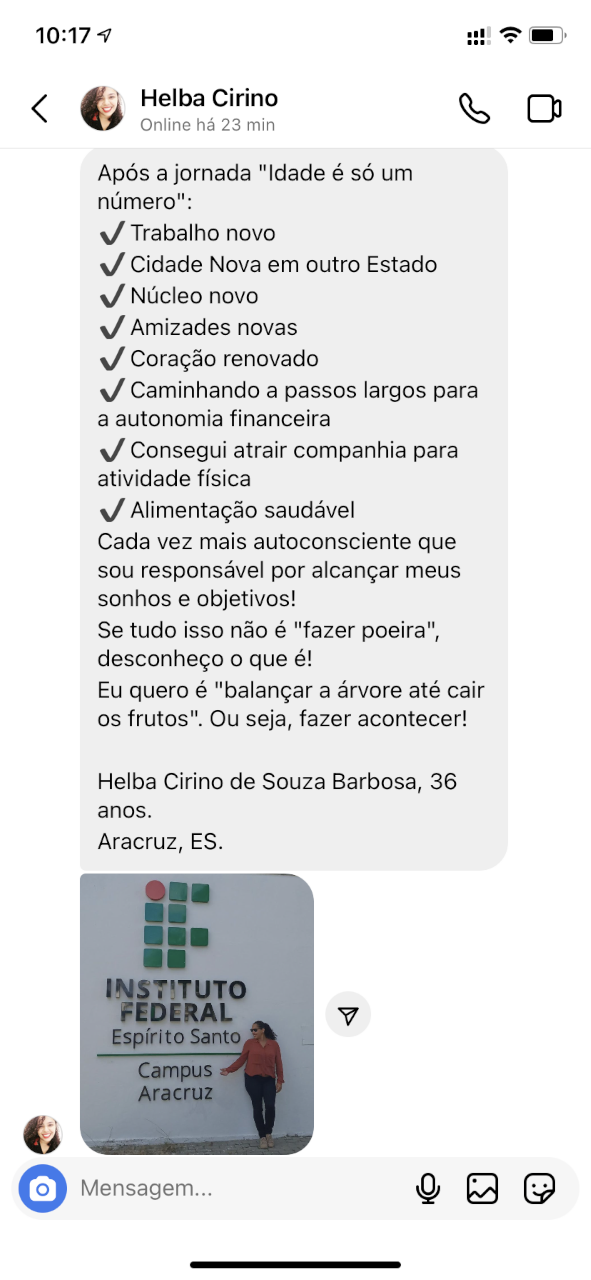 10:17
Helba Cirino
Online há 23 min
Após a jornada "Idade é só um
número":
✔Trabalho novo
✔Cidade Nova em outro Estado
✔Núcleo novo
✔Amizades novas
✔Coração renovado
✔Caminhando a passos largos para
a autonomia financeira
✔Consegui atrair companhia para
atividade física
✔Alimentação saudável
Cada vez mais autoconsciente que
sou responsável por alcançar meus
sonhos e objetivos!
Se tudo isso não é "fazer poeira",
desconheço o que é!
Eu quero é "balançar a árvore até cair
os frutos". Ou seja, fazer acontecer!
Helba Cirino de Souza Barbosa, 36
anos.
Aracruz, ES.
INSTITUTO
FEDERAL
Espírito Santo
Campus
Aracruz
Mensagem...